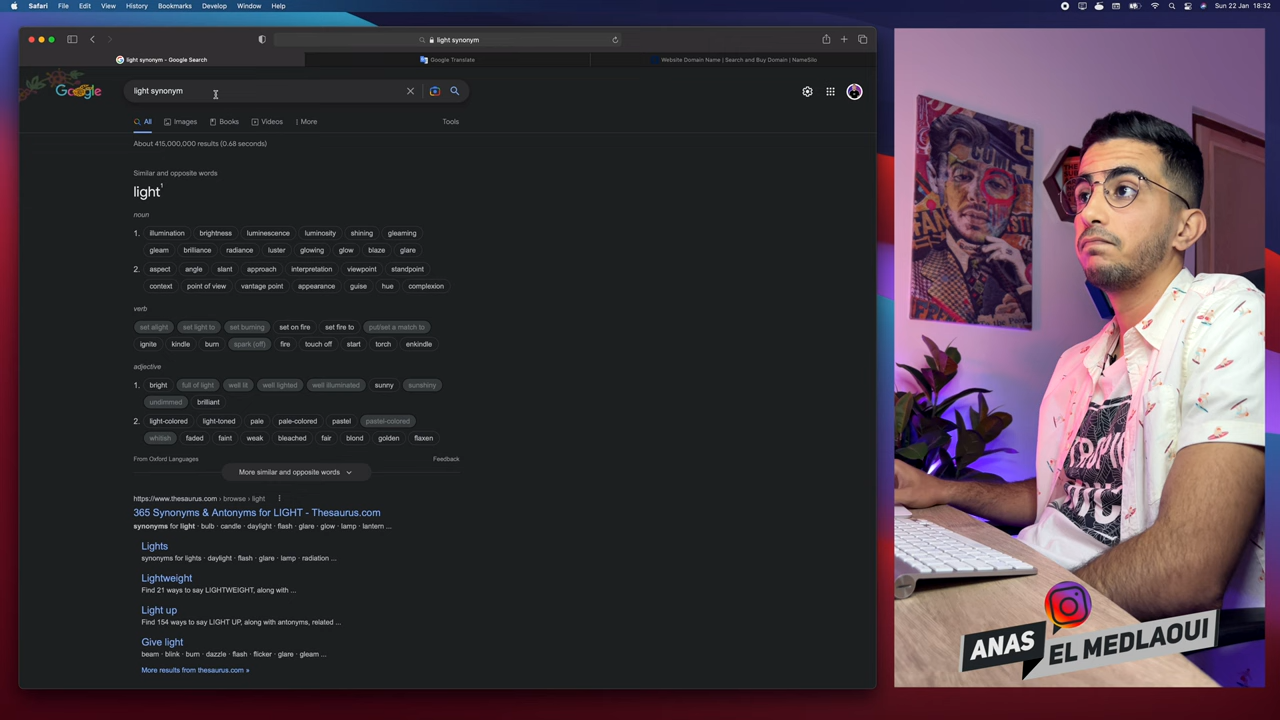 Safari File Edit View History Bookmarks Develop Window Help Sun 22 Jan 18:32
light synonym
light synonym - Google Search Google Translate Website Domain Name | Search and Buy Domain | NameSilo
Google light synonym
All Images Books Videos More Tools
About 415,000,000 results (0.68 seconds)
Similar and opposite words
light¹
noun
1. illumination brightness luminescence luminosity shining gleaming
gleam brilliance radiance luster glowing glow blaze glare
2. aspect angle slant approach interpretation viewpoint standpoint
context point of view vantage point appearance guise hue complexion
verb
set alight set light to set burning set on fire set fire to put/set a match to
ignite kindle burn spark (off) fire touch off start torch enkindle
adjective
1. bright full of light well lit well lighted well illuminated sunny sunshiny
undimmed brilliant
2. light-colored light-toned pale pale-colored pastel pastel-colored
whitish faded faint weak bleached fair blond golden flaxen
From Oxford Languages Feedback
More similar and opposite words
https://www.thesaurus.com › browse › light
365 Synonyms & Antonyms for LIGHT - Thesaurus.com
synonyms for light · bulb · candle · daylight · flash · glare · glow · lamp · lantern ...
Lights
synonyms for lights · daylight · flash · glare · lamp · radiation ...
Lightweight
Find 21 ways to say LIGHTWEIGHT, along with ...
Light up
Find 154 ways to say LIGHT UP, along with antonyms, related ...
Give light
beam · blink · burn · dazzle · flash · flicker · glare · gleam ...
More results from thesaurus.com »
ANAS
EL MEDLAOUI